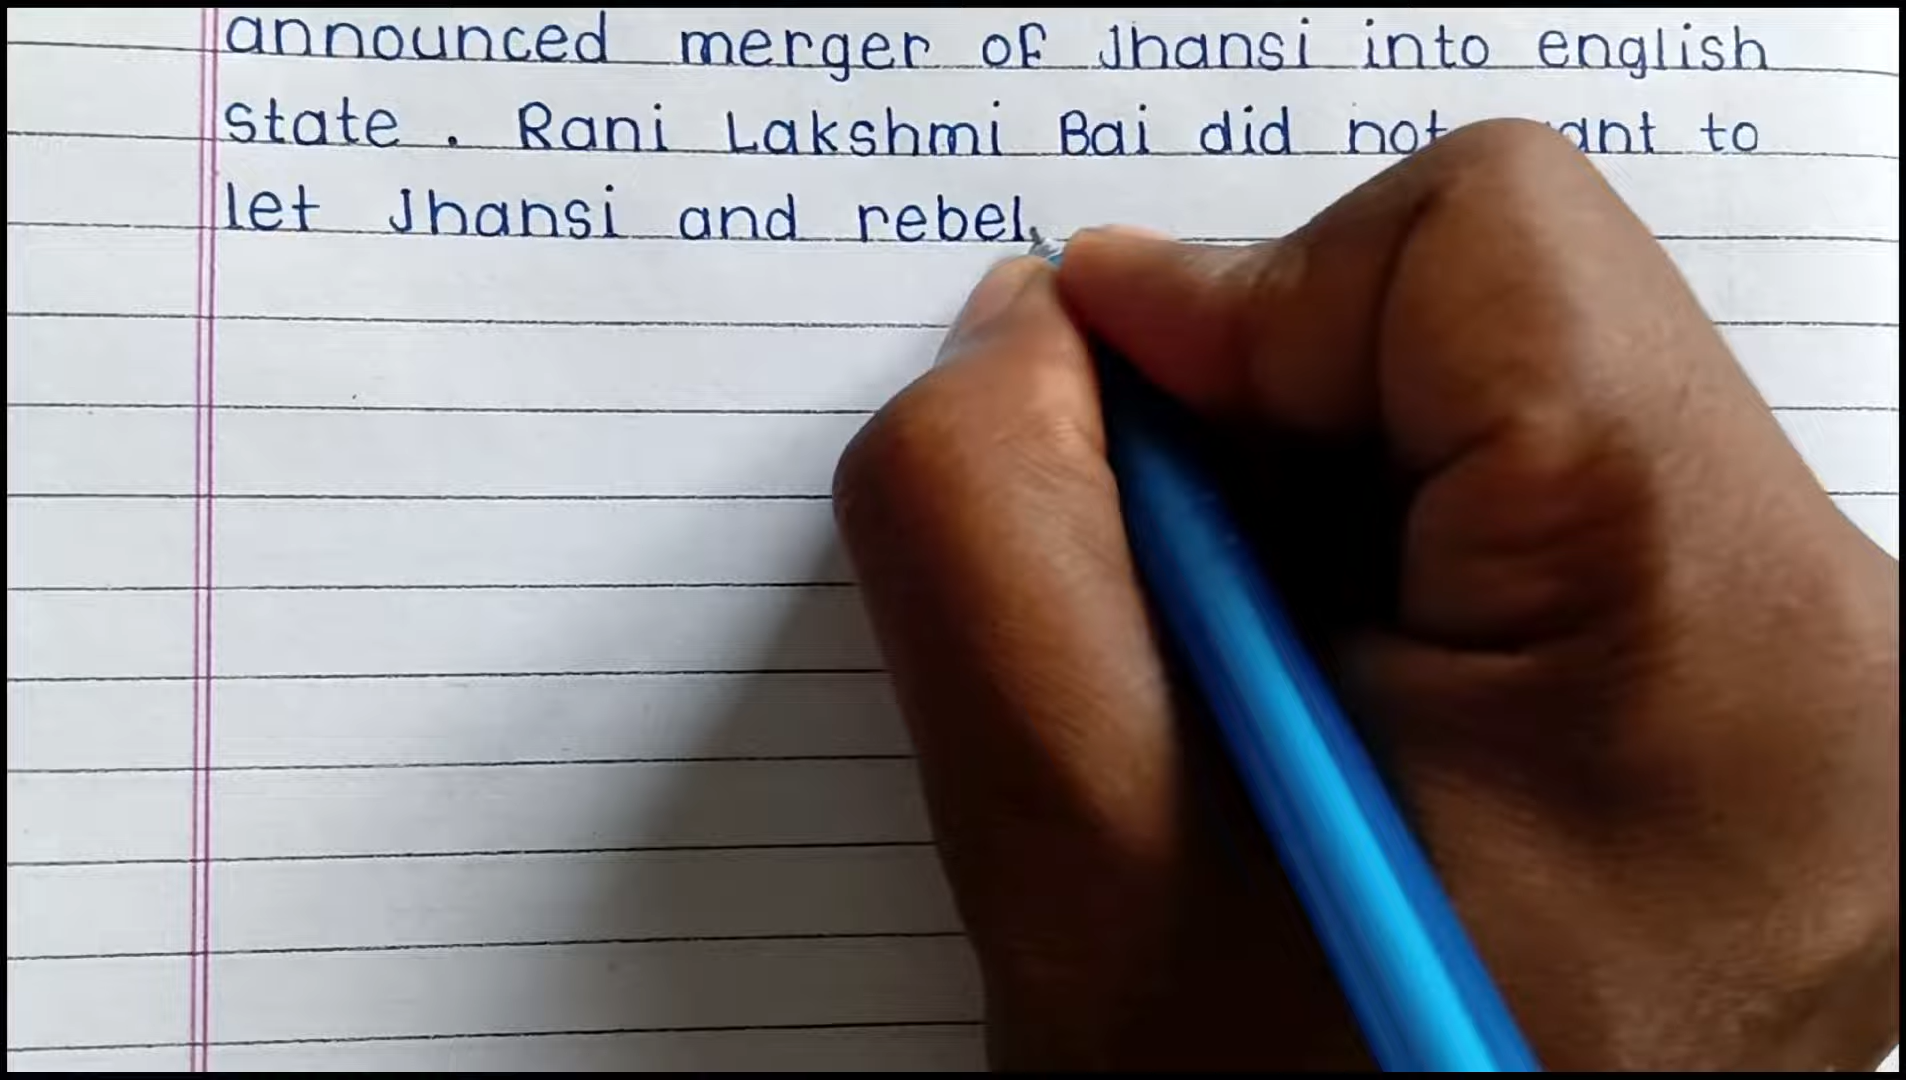 announced merger of Jhansi into english
state . Rani Lakshmi Bai did not to
let Jhansi and rebel